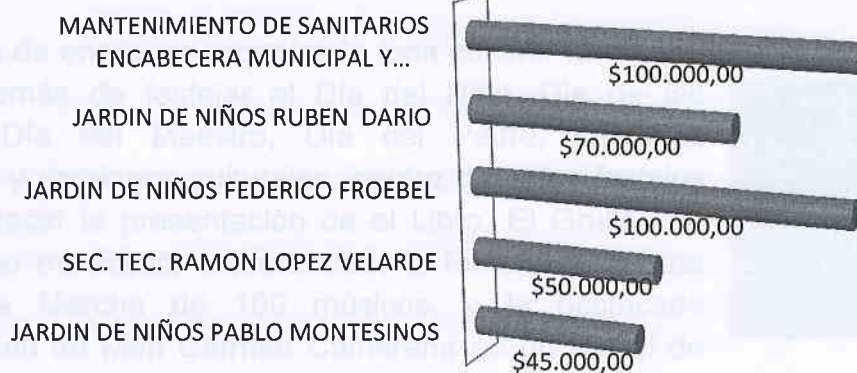 MANTENIMIENTO DE SANITARIOS
ENCABECERA MUNICIPAL Y...
$100.000,00
JARDIN DE NIÑOS RUBEN DARIO
$70.000,00
JARDIN DE NIÑOS FEDERICO FROEBEL
$100.000,00
SEC. TEC. RAMON LOPEZ VELARDE
$50.000,00
JARDIN DE NIÑOS PABLO MONTESINOS
$45.000,00